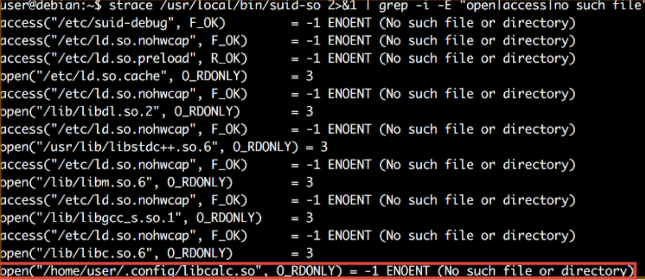 user@debian:~$ strace /usr/local/bin/suid-so 2>&1 | grep -i -E "open|access|no such file"
access("/etc/suid-debug", F_OK) = -1 ENOENT (No such file or directory)
access("/etc/ld.so.nohwcap", F_OK) = -1 ENOENT (No such file or directory)
access("/etc/ld.so.preload", R_OK) = -1 ENOENT (No such file or directory)
open("/etc/ld.so.cache", O_RDONLY) = 3
access("/etc/ld.so.nohwcap", F_OK) = -1 ENOENT (No such file or directory)
open("/lib/libdl.so.2", O_RDONLY) = 3
access("/etc/ld.so.nohwcap", F_OK) = -1 ENOENT (No such file or directory)
open("/usr/lib/libstdc++.so.6", O_RDONLY) = 3
access("/etc/ld.so.nohwcap", F_OK) = -1 ENOENT (No such file or directory)
open("/lib/libm.so.6", O_RDONLY) = 3
access("/etc/ld.so.nohwcap", F_OK) = -1 ENOENT (No such file or directory)
open("/lib/libgcc_s.so.1", O_RDONLY) = 3
access("/etc/ld.so.nohwcap", F_OK) = -1 ENOENT (No such file or directory)
open("/lib/libc.so.6", O_RDONLY) = 3
open("/home/user/.config/libcalc.so", O_RDONLY) = -1 ENOENT (No such file or directory)